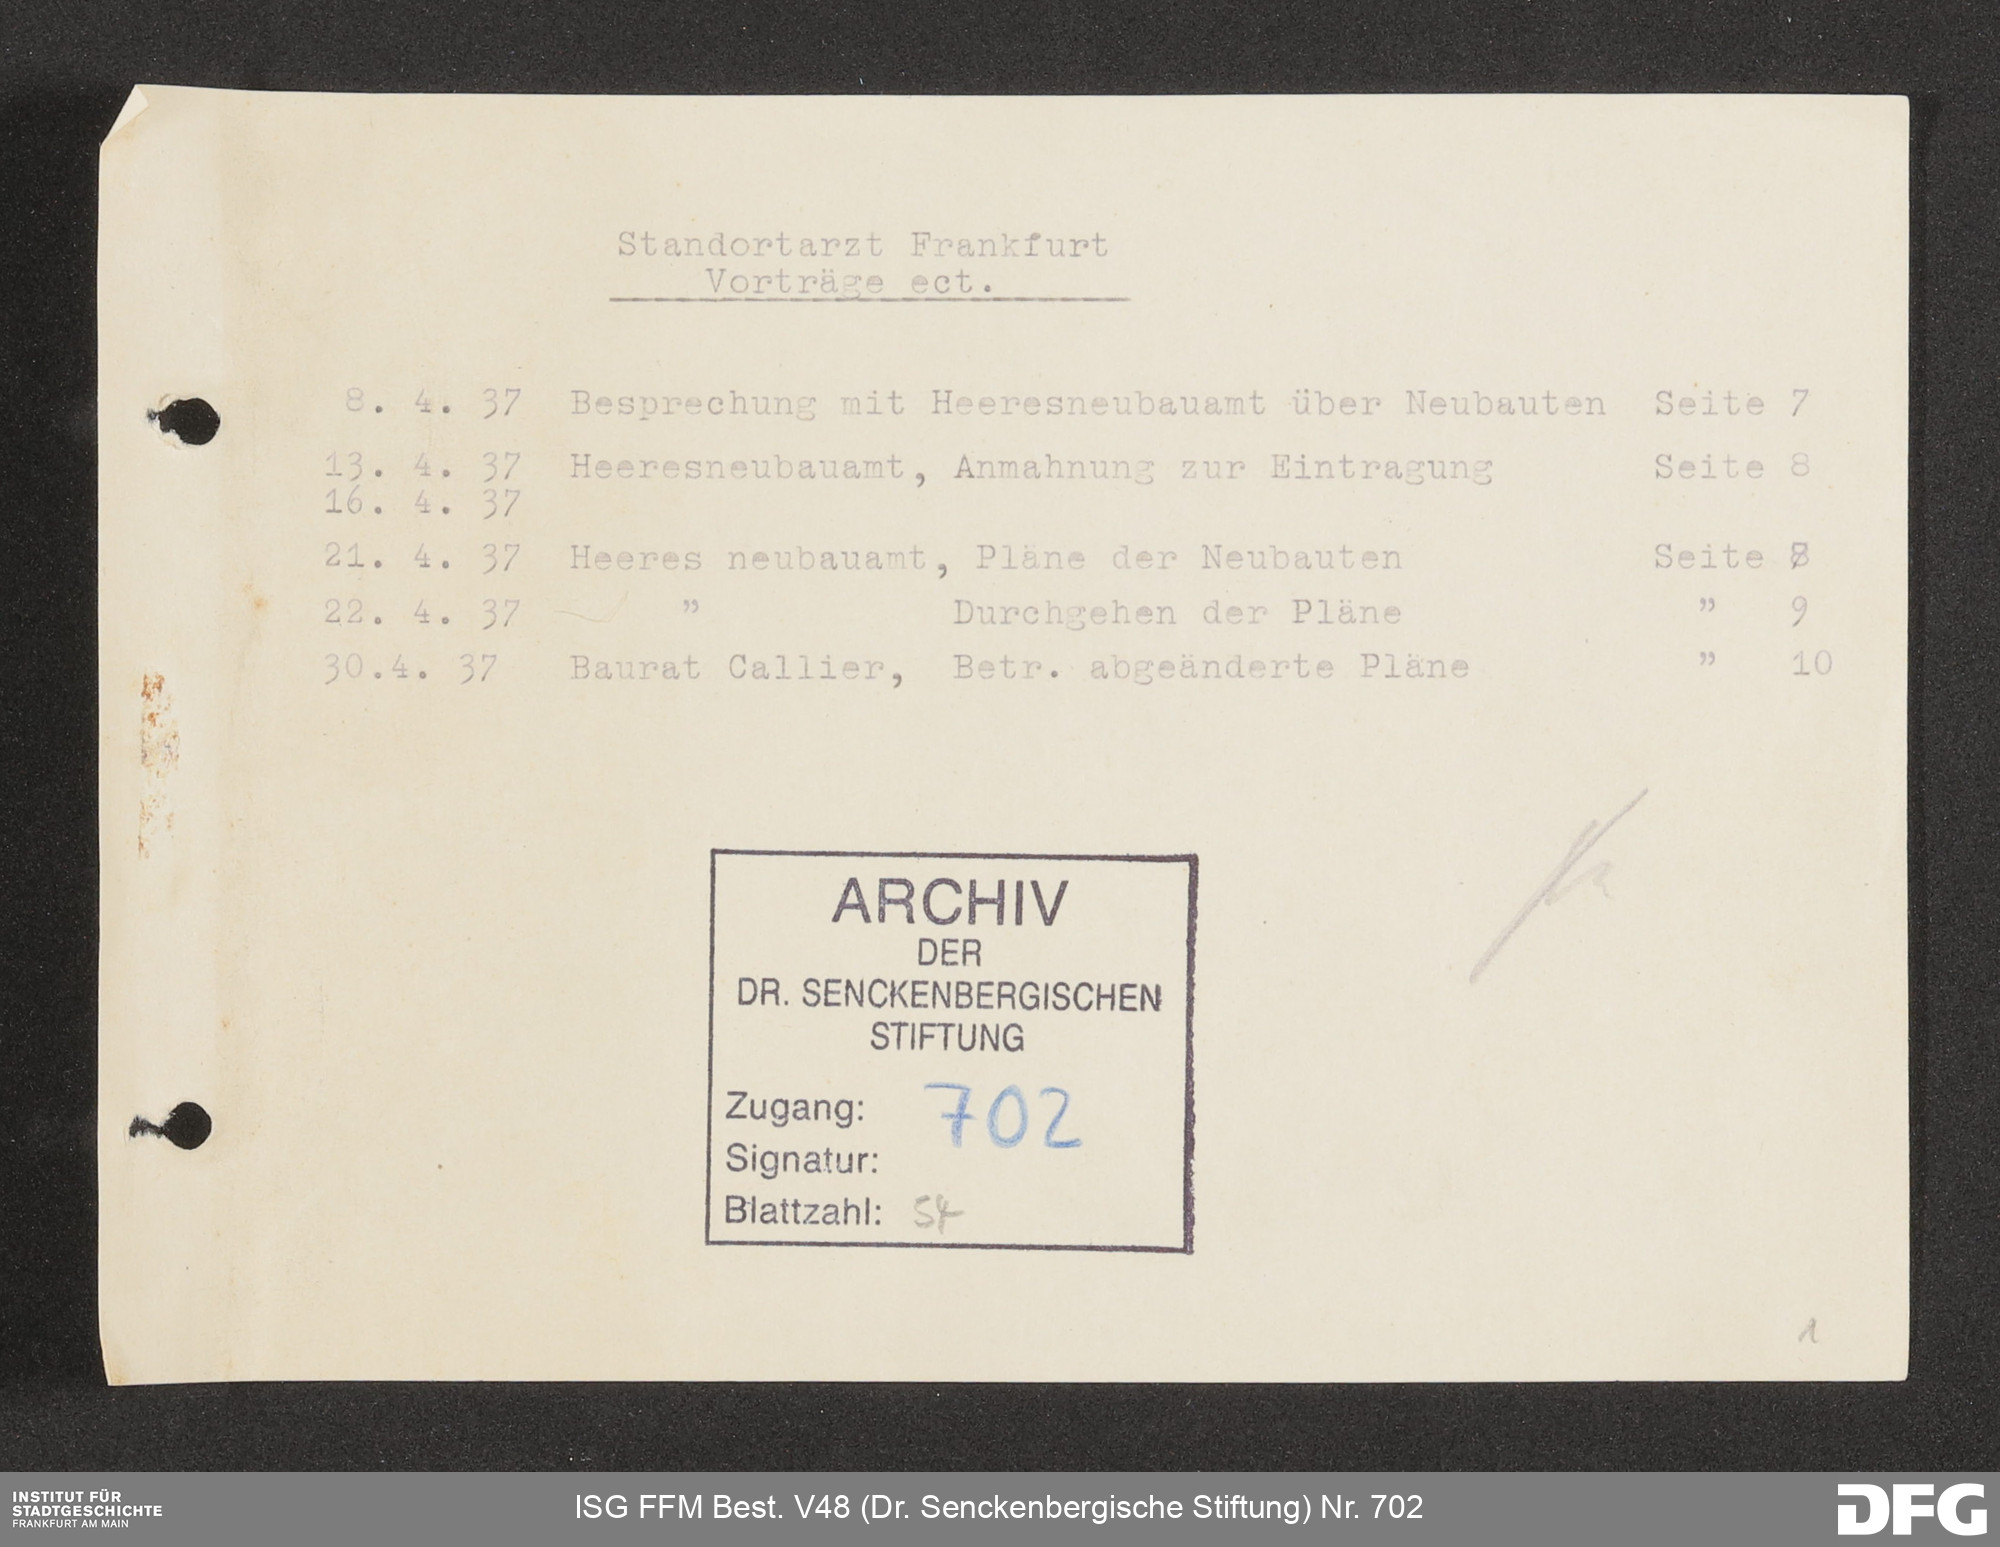 Standortarzt Frankfurt
Vorträge ect.
8. 4. 37 Besprechung mit Heeresneubauamt über Neubauten Seite 7
13. 4. 37 Heeresneubauamt, Anmahnung zur Eintragung Seite 8
16. 4. 37
21. 4. 37 Heeres neubauamt, Pläne der Neubauten Seite 8
22. 4. 37 " Durchgehen der Pläne " 9
30.4. 37 Baurat Callier, Betr. abgeänderte Pläne " 10
ARCHIV
DER
DR. SENCKENBERGISCHEN
STIFTUNG
Zugang: 702
Signatur:
Blattzahl: 54
1
INSTITUT FÜR
STADTGESCHICHTE
FRANKFURT AM MAIN
ISG FFM Best. V48 (Dr. Senckenbergische Stiftung) Nr. 702
DFG